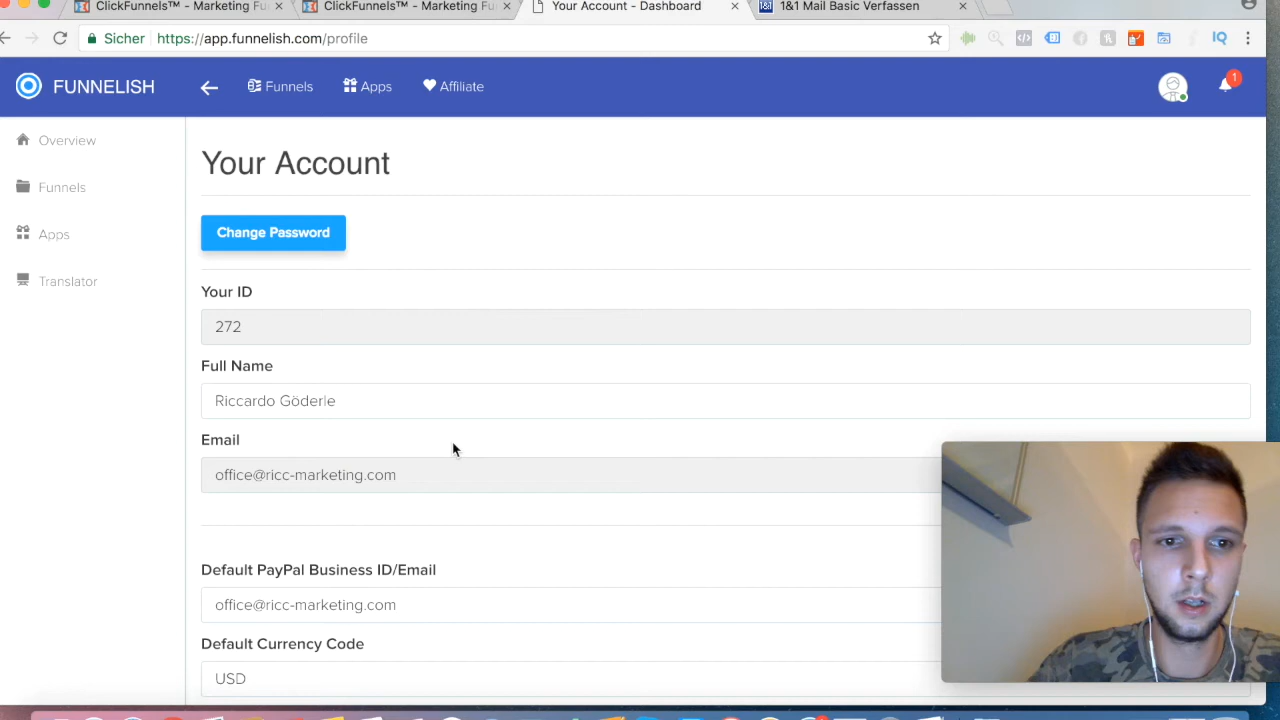 ClickFunnels™ - Marketing Fu
ClickFunnels™ - Marketing Fu
Your Account - Dashboard
1&1 Mail Basic Verfassen
Sicher
https://app.funnelish.com/profile
FUNNELISH
Funnels
Apps
Affiliate
1
Overview
Funnels
Apps
Translator
Your Account
Change Password
Your ID
272
Full Name
Riccardo Göderle
Email
office@ricc-marketing.com
Default PayPal Business ID/Email
office@ricc-marketing.com
Default Currency Code
USD